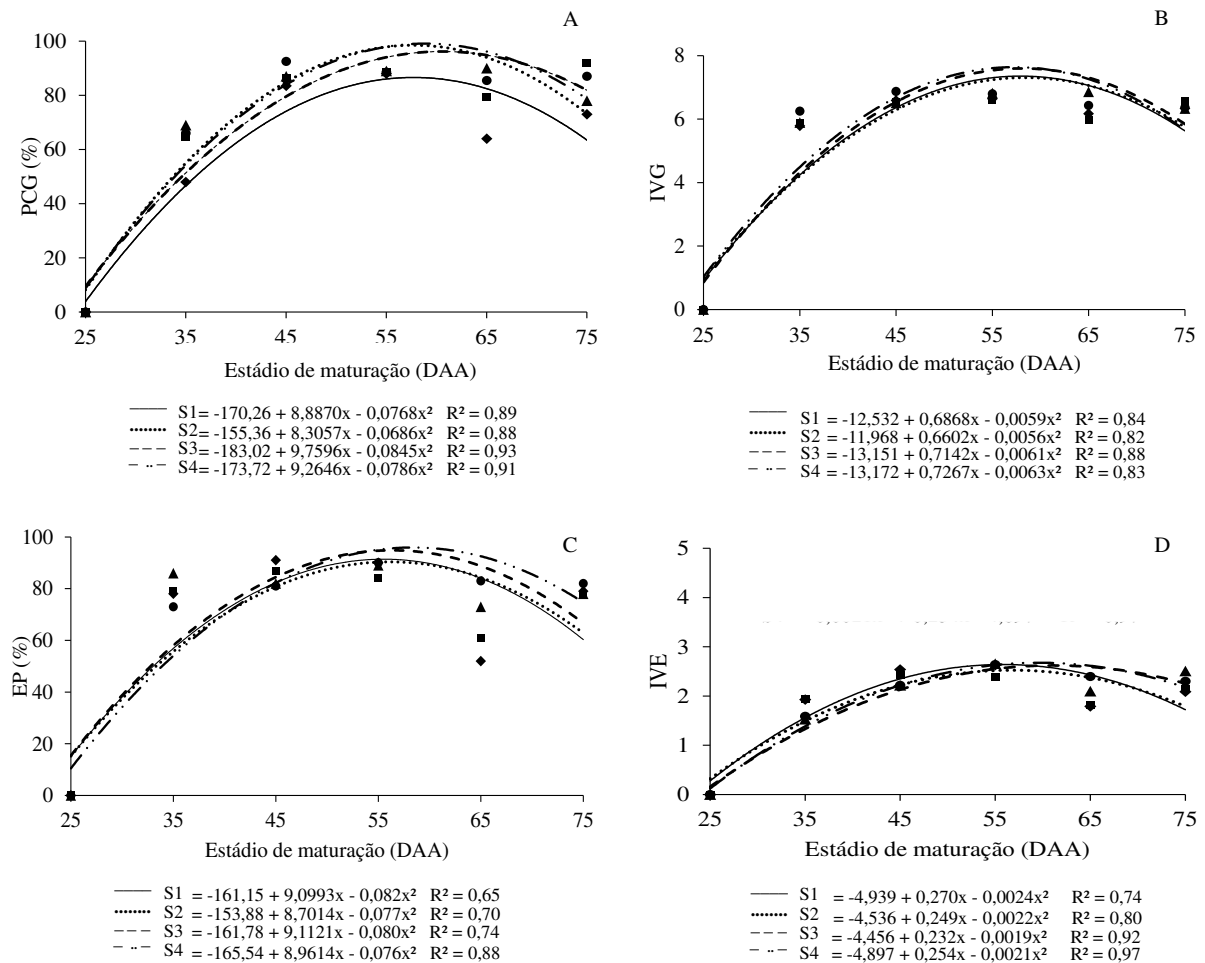 A
PCG (%)
100
80
60
40
20
0
25 35 45 55 65 75
Estádio de maturação (DAA)
S1= -170,26 + 8,8870x - 0,0768x² R² = 0,89
S2= -155,36 + 8,3057x - 0,0686x² R² = 0,88
S3= -183,02 + 9,7596x - 0,0845x² R² = 0,93
S4= -173,72 + 9,2646x - 0,0786x² R² = 0,91
B
IVG
8
6
4
2
0
25 35 45 55 65 75
Estádio de maturação (DAA)
S1 = -12,532 + 0,6868x - 0,0059x² R² = 0,84
S2 = -11,968 + 0,6602x - 0,0056x² R² = 0,82
S3 = -13,151 + 0,7142x - 0,0061x² R² = 0,88
S4 = -13,172 + 0,7267x - 0,0063x² R² = 0,83
C
EP (%)
100
80
60
40
20
0
25 35 45 55 65 75
Estádio de maturação (DAA)
S1 = -161,15 + 9,0993x - 0,082x² R² = 0,65
S2 = -153,88 + 8,7014x - 0,077x² R² = 0,70
S3 = -161,78 + 9,1121x - 0,080x² R² = 0,74
S4 = -165,54 + 8,9614x - 0,076x² R² = 0,88
D
IVE
5
4
3
2
1
0
25 35 45 55 65 75
Estádio de maturação (DAA)
S1 = -4,939 + 0,270x - 0,0024x² R² = 0,74
S2 = -4,536 + 0,249x - 0,0022x² R² = 0,80
S3 = -4,456 + 0,232x - 0,0019x² R² = 0,92
S4 = -4,897 + 0,254x - 0,0021x² R² = 0,97